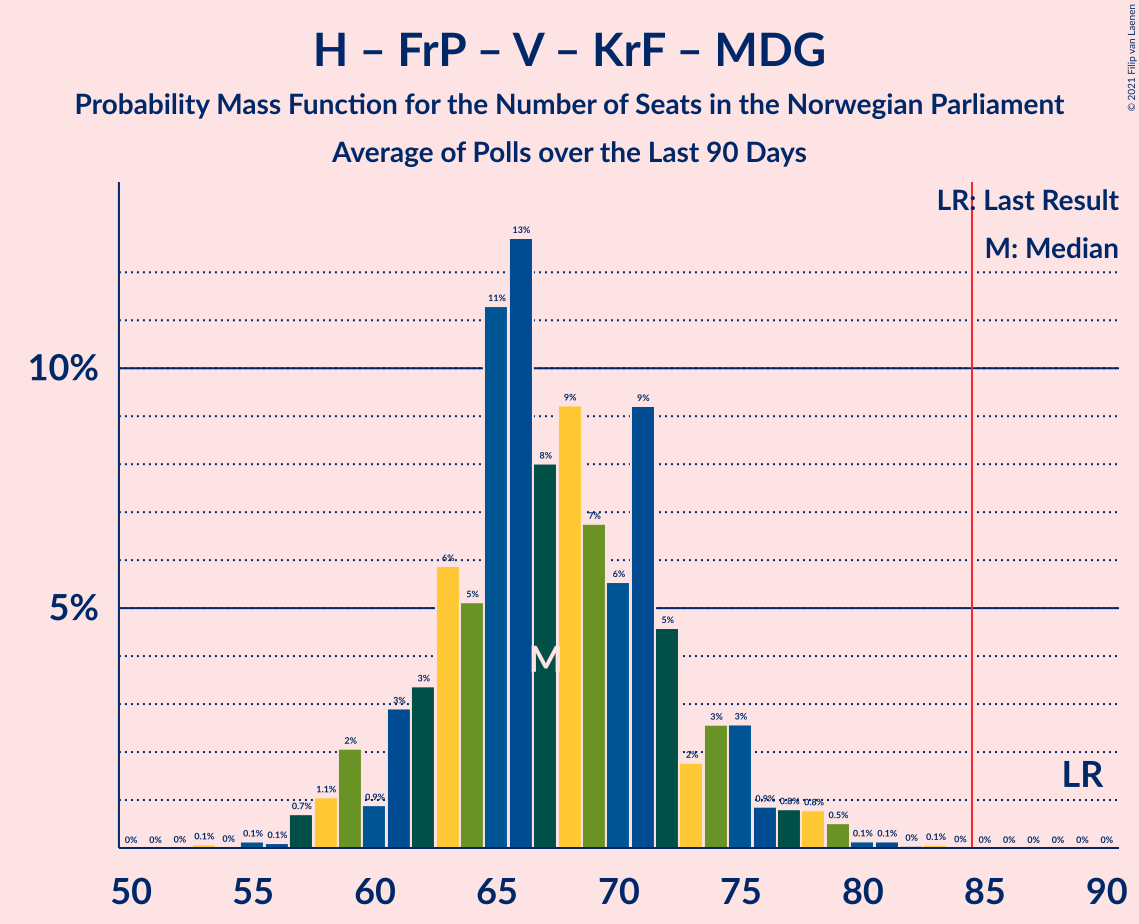 H – FrP – V – KrF – MDG
Probability Mass Function for the Number of Seats in the Norwegian Parliament
Average of Polls over the Last 90 Days
© 2021 Filip van Laenen
LR: Last Result
M: Median
13%
11%
10%
9% 9%
8%
7%
6% 6%
5% 5%
5%
M
3% 3%
3% 3%
2% 2%
LR
1.1% 0.9% 0.9% 0.8% 0.8%
0.7% 0.5%
0% 0% 0% 0.1% 0% 0.1% 0.1% 0.1% 0.1% 0% 0.1% 0% 0% 0% 0% 0% 0% 0%
50 55 60 65 70 75 80 85 90